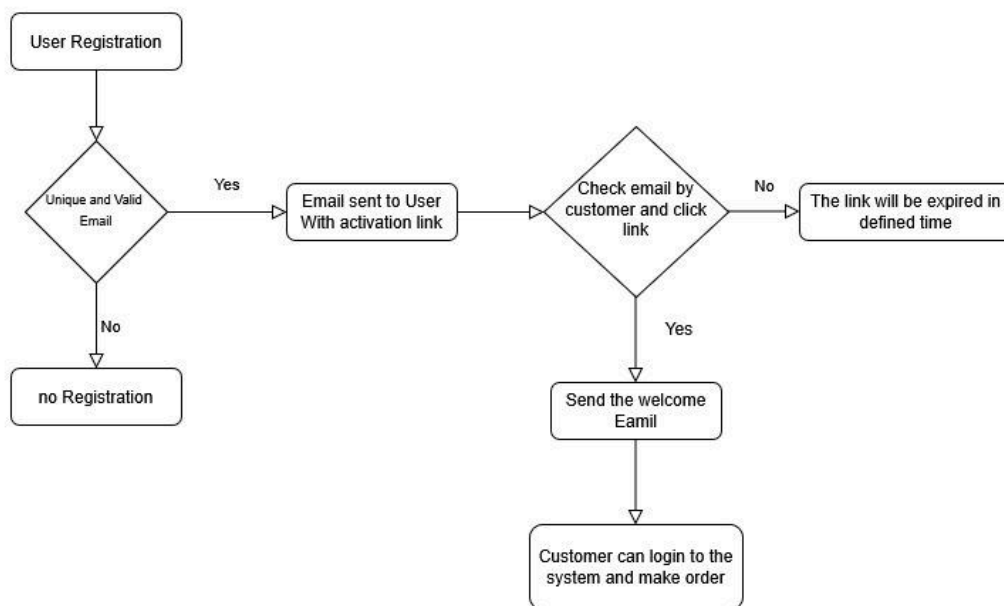 User Registration
Unique and Valid
Email
Yes
Email sent to User
With activation link
Check email by
customer and click
link
No
The link will be expired in
defined time
No
no Registration
Yes
Send the welcome
Eamil
Customer can login to the
system and make order